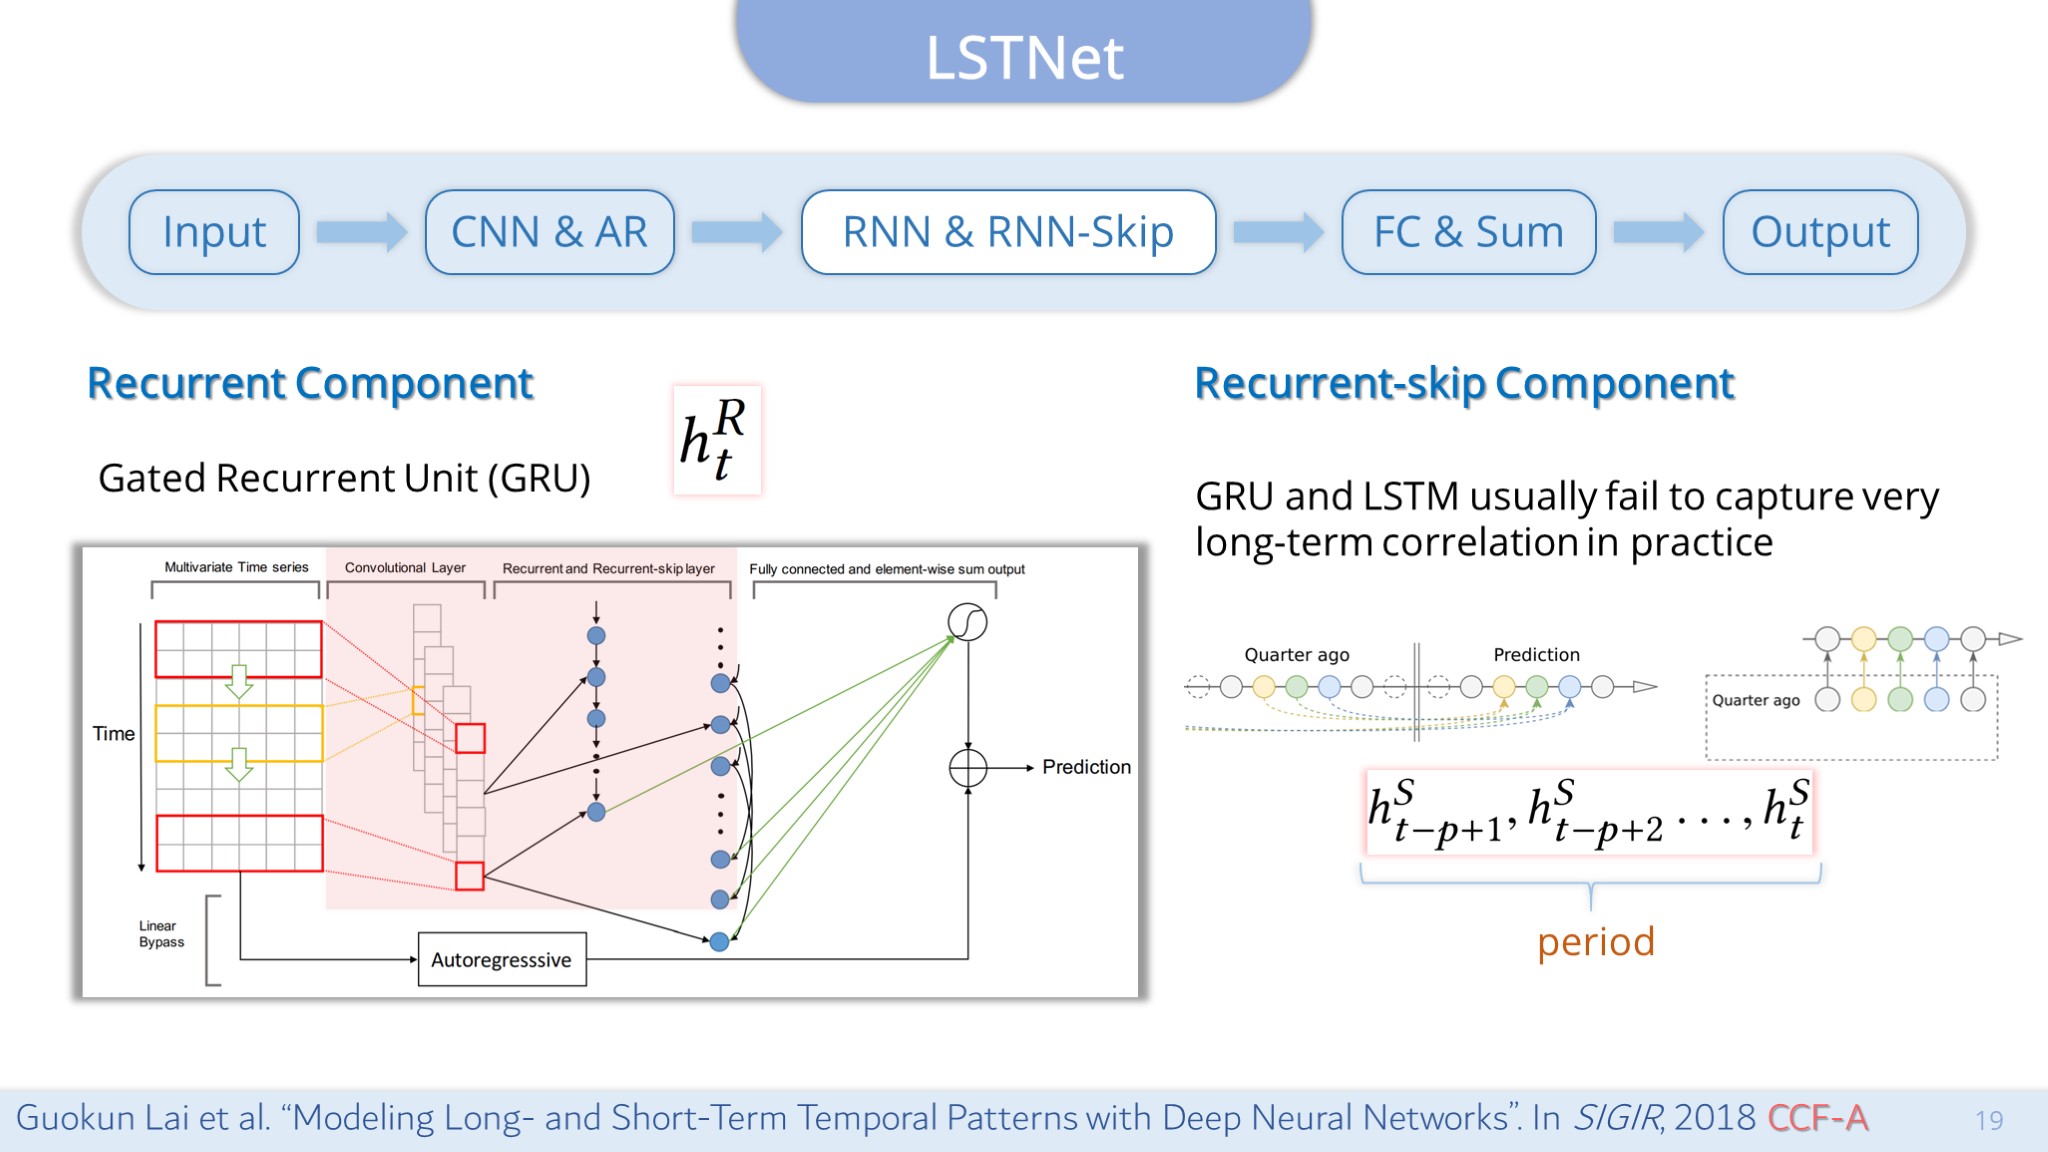 LSTNet
Input
CNN & AR
RNN & RNN-Skip
FC & Sum
Output
Recurrent Component
Gated Recurrent Unit (GRU)
h_t^R
Multivariate Time series
Convolutional Layer
Recurrent and Recurrent-skip layer
Fully connected and element-wise sum output
Time
Prediction
Linear
Bypass
Autoregresssive
Recurrent-skip Component
GRU and LSTM usually fail to capture very
long-term correlation in practice
Quarter ago
Prediction
Quarter ago
h_{t-p+1}^S, h_{t-p+2}^S ..., h_t^S
period
Guokun Lai et al. “Modeling Long- and Short-Term Temporal Patterns with Deep Neural Networks”. In SIGIR, 2018 CCF-A
19